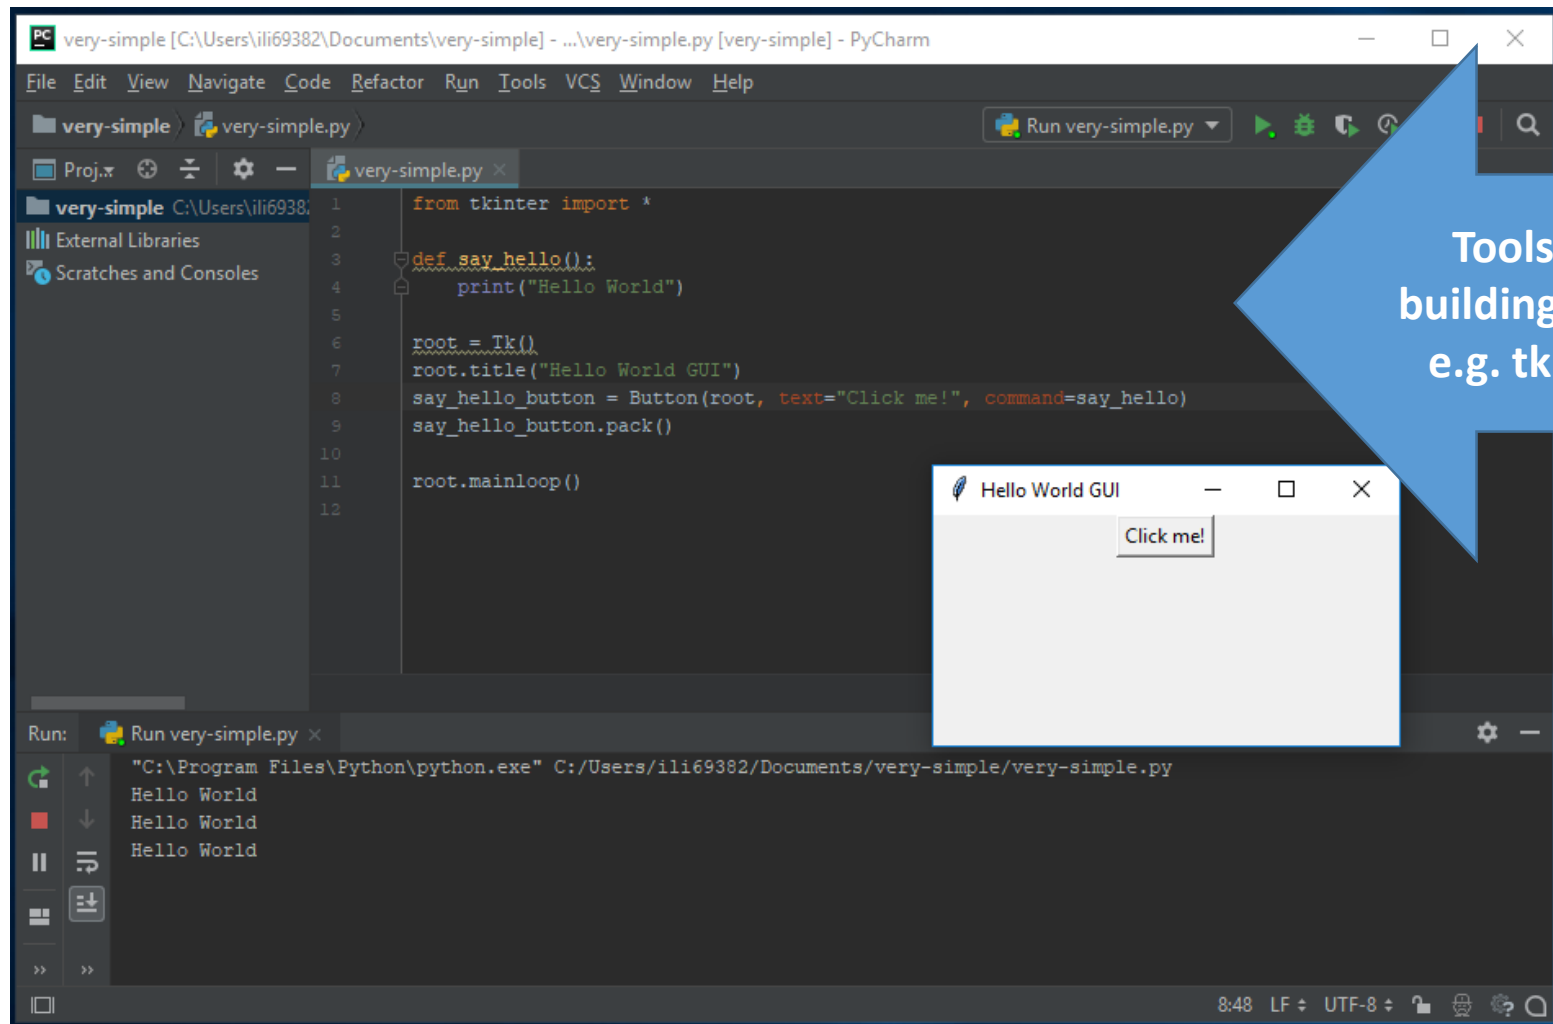 very-simple [C:\Users\ili69382\Documents\very-simple] - ...\very-simple.py [very-simple] - PyCharm
File Edit View Navigate Code Refactor Run Tools VCS Window Help
very-simple very-simple.py Run very-simple.py
Proj... very-simple.py
very-simple C:\Users\ili69382
External Libraries
Scratches and Consoles
1 from tkinter import *
2
3 def say_hello():
4     print("Hello World")
5
6 root = Tk()
7 root.title("Hello World GUI")
8 say_hello_button = Button(root, text="Click me!", command=say_hello)
9 say_hello_button.pack()
10
11 root.mainloop()
12
Tools
building
e.g. tk
Hello World GUI
Click me!
Run: Run very-simple.py
"C:\Program Files\Python\python.exe" C:/Users/ili69382/Documents/very-simple/very-simple.py
Hello World
Hello World
Hello World
8:48 LF UTF-8